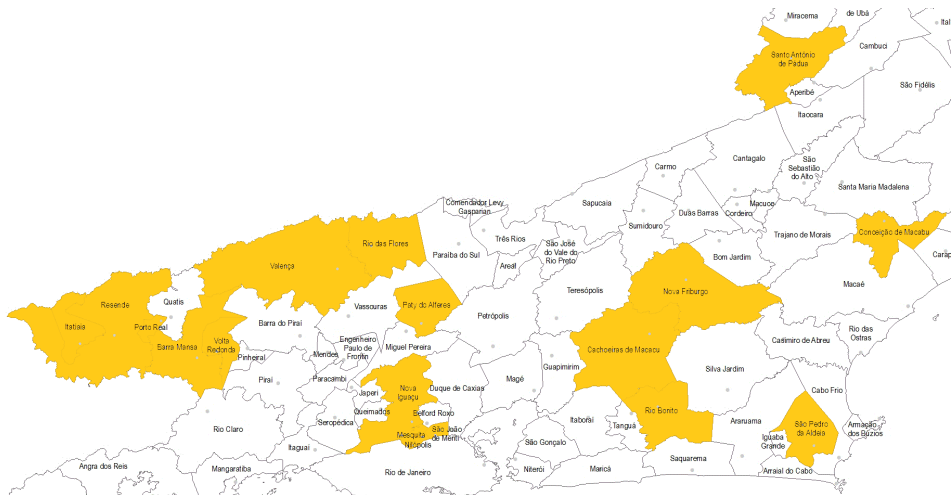 Miracema
de Ubá
Ital
Santo Antônio
de Padua
Cambuci
Aperibé
São Fidélis
Itaocara
Carmo
Cantagalo
São
Sebastião
do Alto
Santa Maria Madalena
Comendador Levy
Gasparian
Sapucaia
Duas Barras
Macuco
Cordeiro
Sumidouro
Trajano de Morais
Conceição de Macabu
Rio das Flores
Três Rios
São José
do Vale do
Rio Preto
Paraíba do Sul
Bom Jardim
Carap
Valença
Areal
Macaé
Resende
Quatis
Vassouras
Paty do Alferes
Teresópolis
Nova Friburgo
Petrópolis
Itatiaia
Porto Real
Barra do Piraí
Rio das
Ostras
Casimiro de Abreu
Barra Mansa
Volta
Redonda
Engenheiro
Paulo de
Frontin
Miguel Pereira
Cachoeiras de Macacu
Pinheiral
Mendes
Guapimirim
Silva Jardim
Piraí
Paracambi
Japeri
Nova
Iguaçu
Duque de Caxias
Magé
Cabo Frio
Queimados
Belford Roxo
Rio Bonito
Itaboraí
Tanguá
Araruama
São Pedro
da Aldeia
Armação
dos Búzios
Rio Claro
Seropédica
São João
de Meriti
Mesquita
Nilópolis
São Gonçalo
Iguaba
Grande
Itaguaí
Saquarema
Angra dos Reis
Mangaratiba
Rio de Janeiro
Niterói
Maricá
Arraial do Cabo